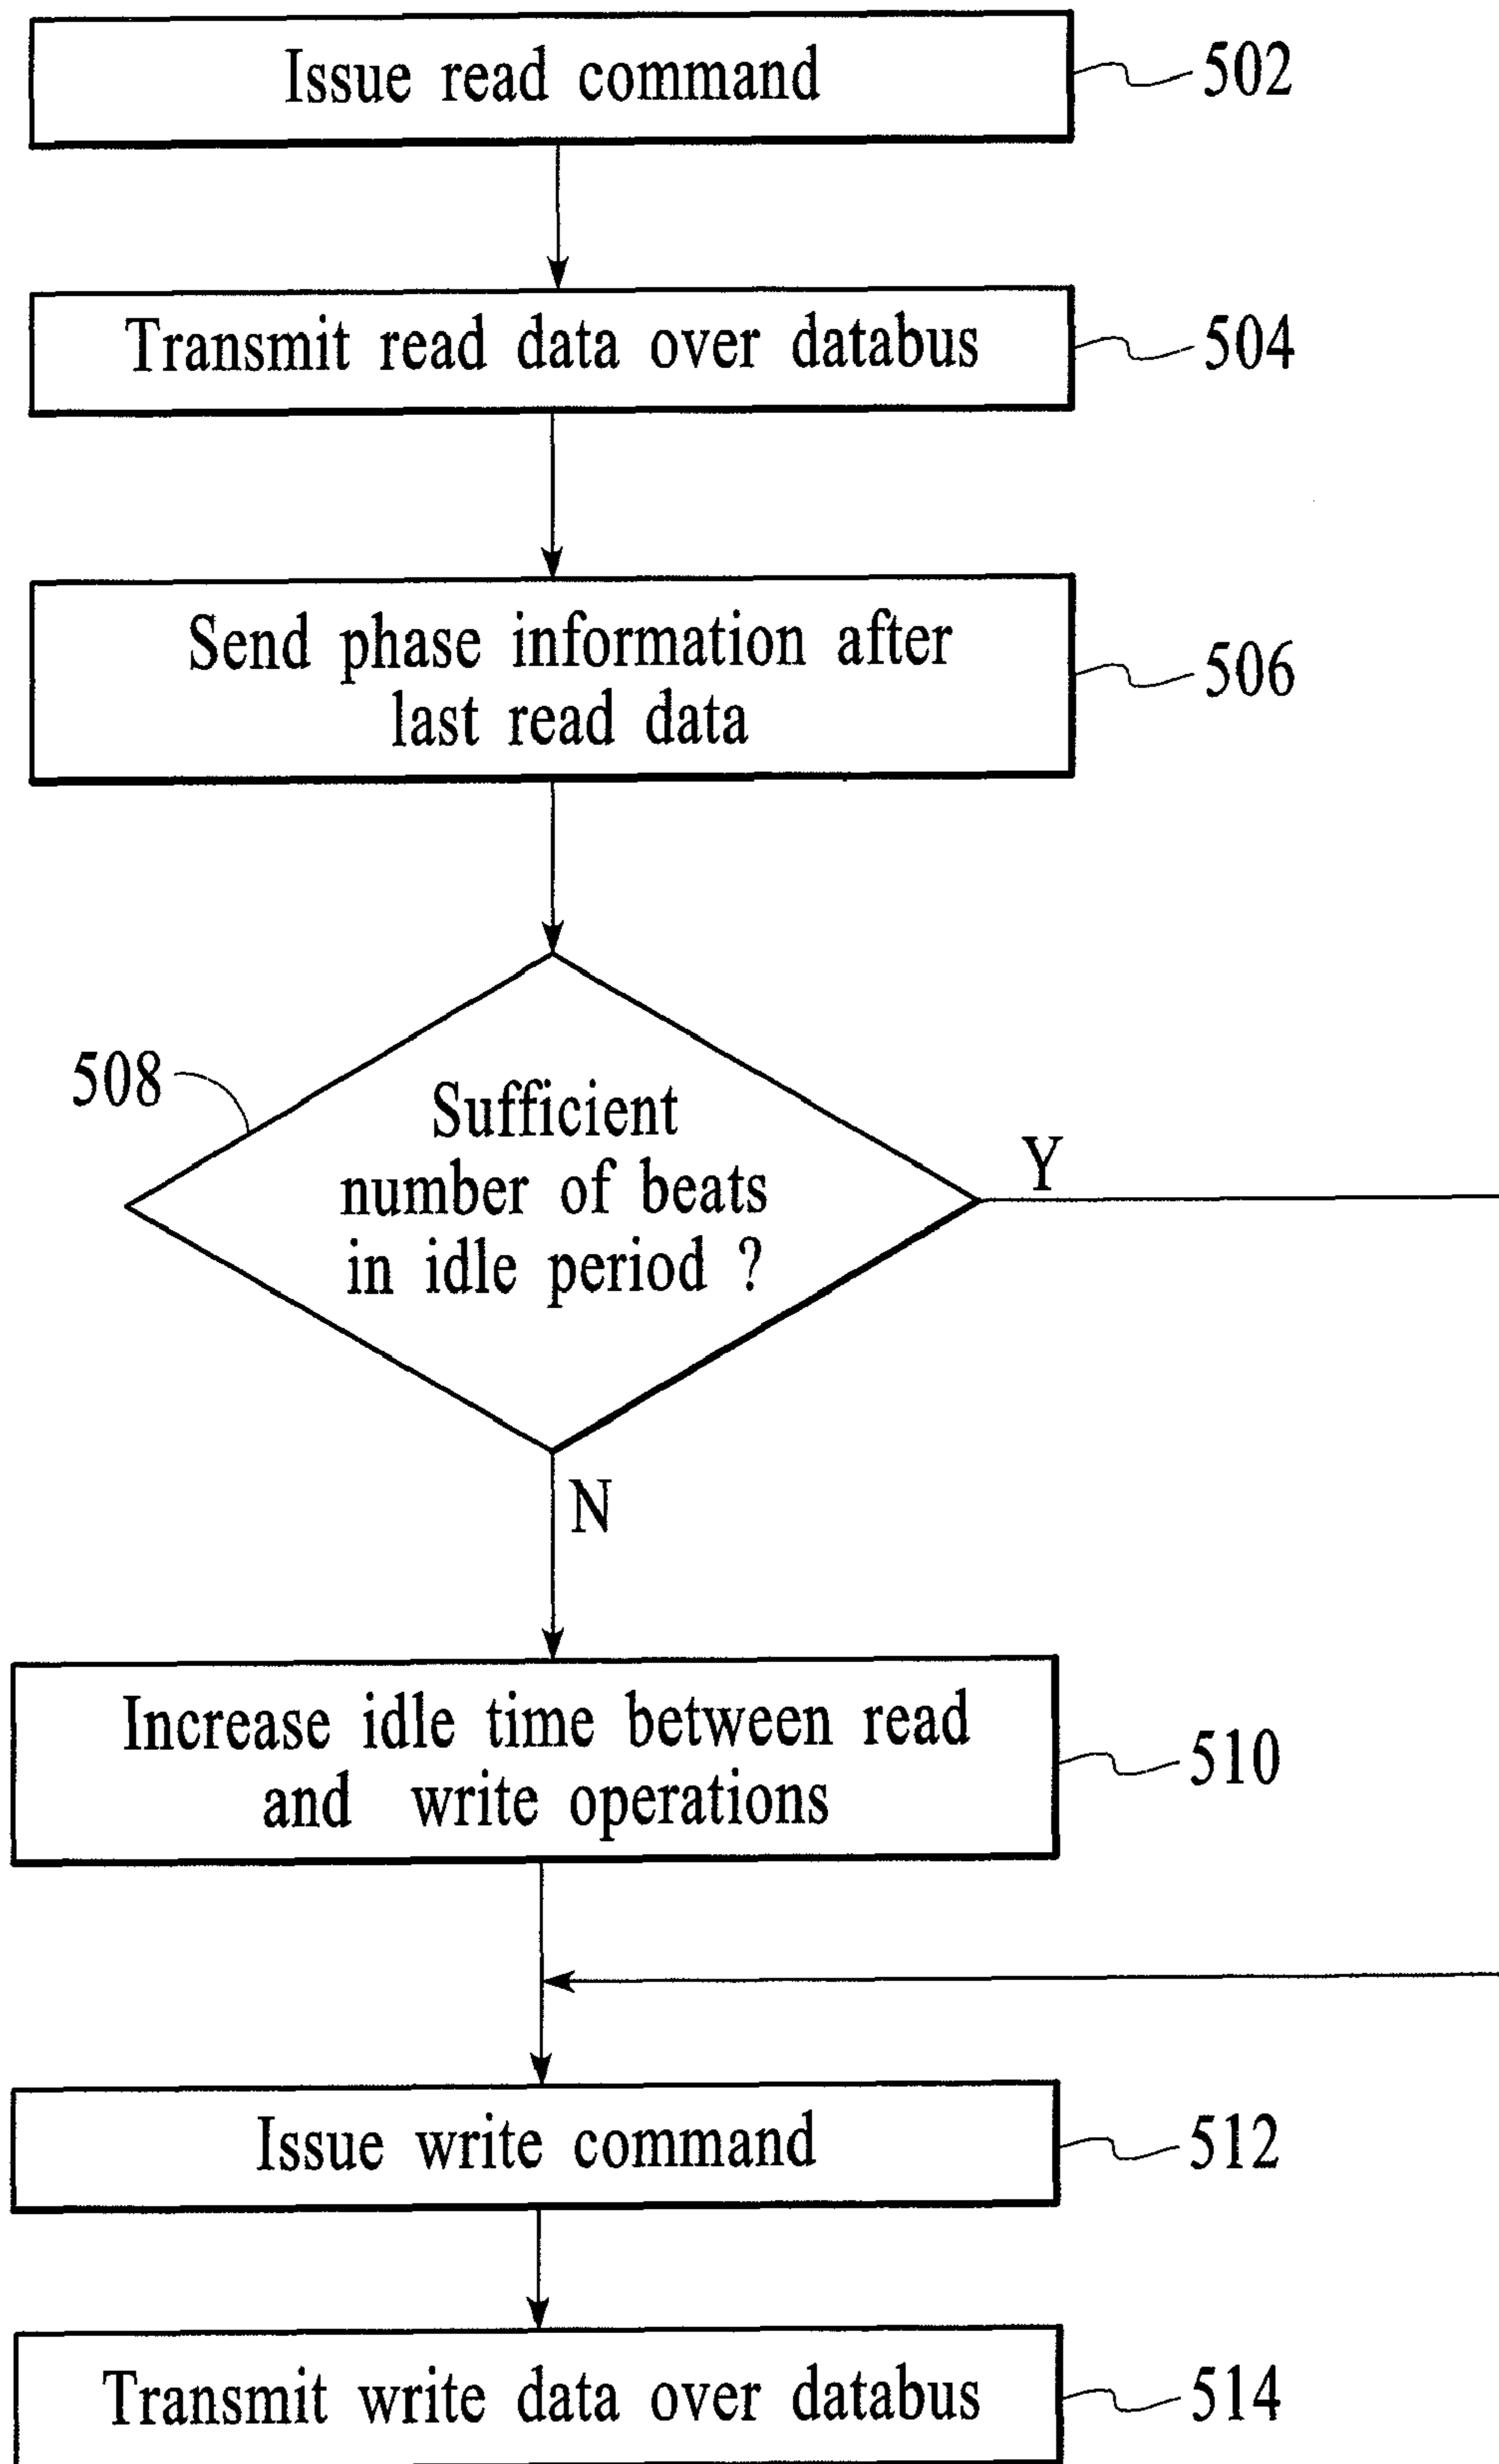 Issue read command
502
Transmit read data over databus
504
Send phase information after
last read data
506
508
Sufficient
number of beats
in idle period ?
Y
N
Increase idle time between read
and write operations
510
Issue write command
512
Transmit write data over databus
514